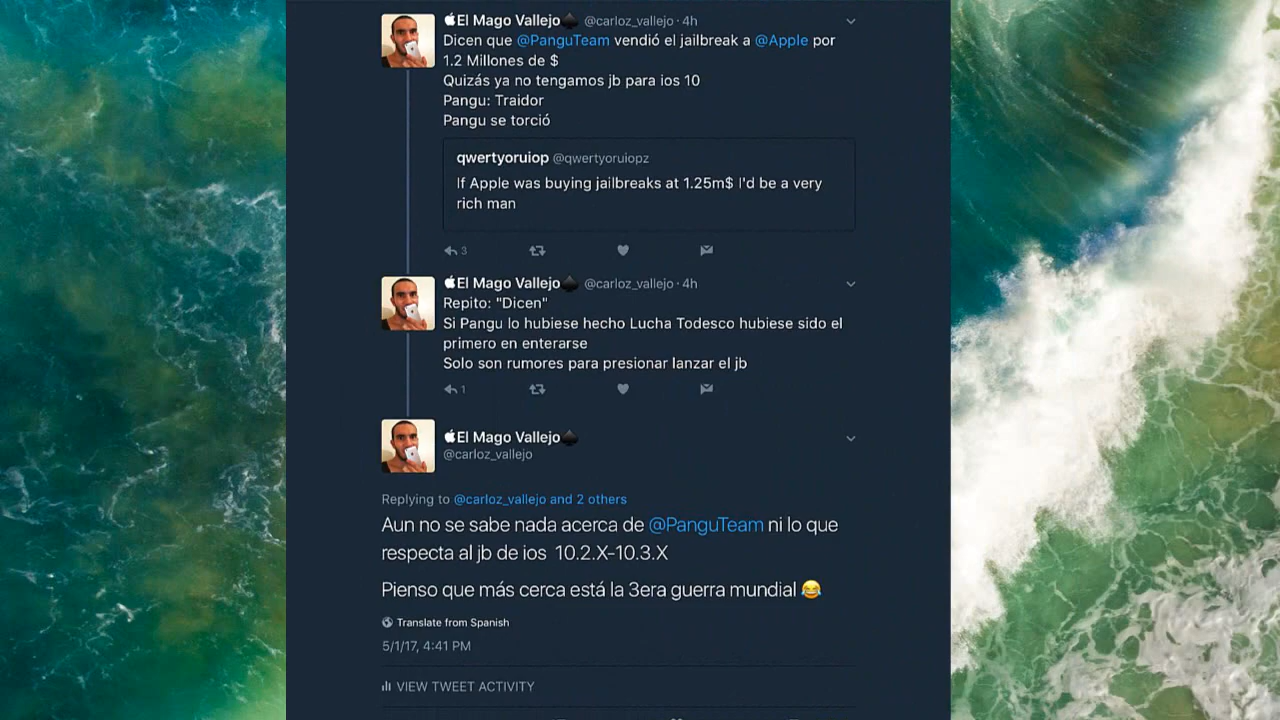 El Mago Vallejo♠ @carloz_vallejo · 4h
Dicen que @PanguTeam vendió el jailbreak a @Apple por
1.2 Millones de $
Quizás ya no tengamos jb para ios 10
Pangu: Traidor
Pangu se torció
qwertyoruiop @qwertyoruiopz
If Apple was buying jailbreaks at 1.25m$ I'd be a very
rich man
3
El Mago Vallejo♠ @carloz_vallejo · 4h
Repito: "Dicen"
Si Pangu lo hubiese hecho Lucha Todesco hubiese sido el
primero en enterarse
Solo son rumores para presionar lanzar el jb
1
El Mago Vallejo♠
@carloz_vallejo
Replying to @carloz_vallejo and 2 others
Aun no se sabe nada acerca de @PanguTeam ni lo que
respecta al jb de ios 10.2.X-10.3.X
Pienso que más cerca está la 3era guerra mundial 😂
Translate from Spanish
5/1/17, 4:41 PM
VIEW TWEET ACTIVITY